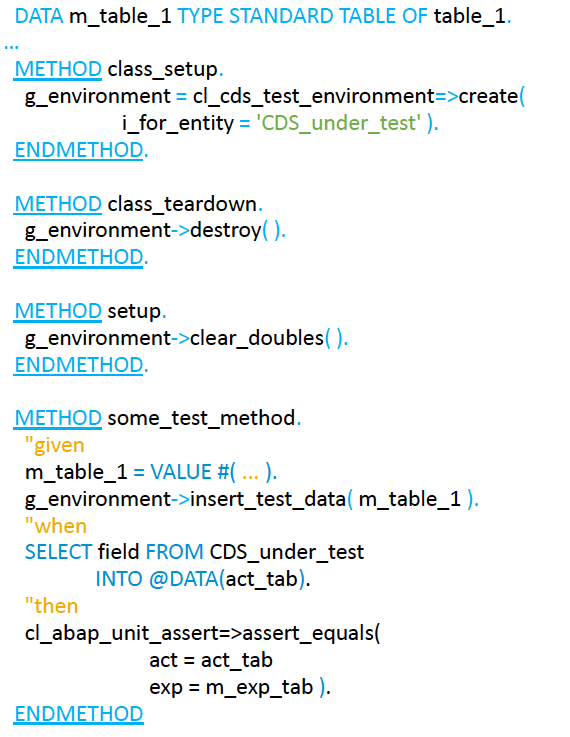 DATA m_table_1 TYPE STANDARD TABLE OF table_1.
...
METHOD class_setup.
g_environment = cl_cds_test_environment=>create(
i_for_entity = 'CDS_under_test' ).
ENDMETHOD.
METHOD class_teardown.
g_environment->destroy( ).
ENDMETHOD.
METHOD setup.
g_environment->clear_doubles( ).
ENDMETHOD.
METHOD some_test_method.
"given
m_table_1 = VALUE #( ... ).
g_environment->insert_test_data( m_table_1 ).
"when
SELECT field FROM CDS_under_test
INTO @DATA(act_tab).
"then
cl_abap_unit_assert=>assert_equals(
act = act_tab
exp = m_exp_tab ).
ENDMETHOD